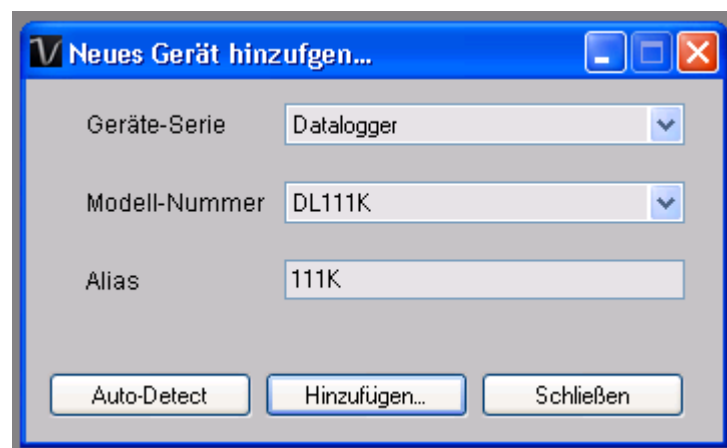 Neues Gerät hinzufgen...
Geräte-Serie Datalogger
Modell-Nummer DL111K
Alias 111K
Auto-Detect Hinzufügen... Schließen